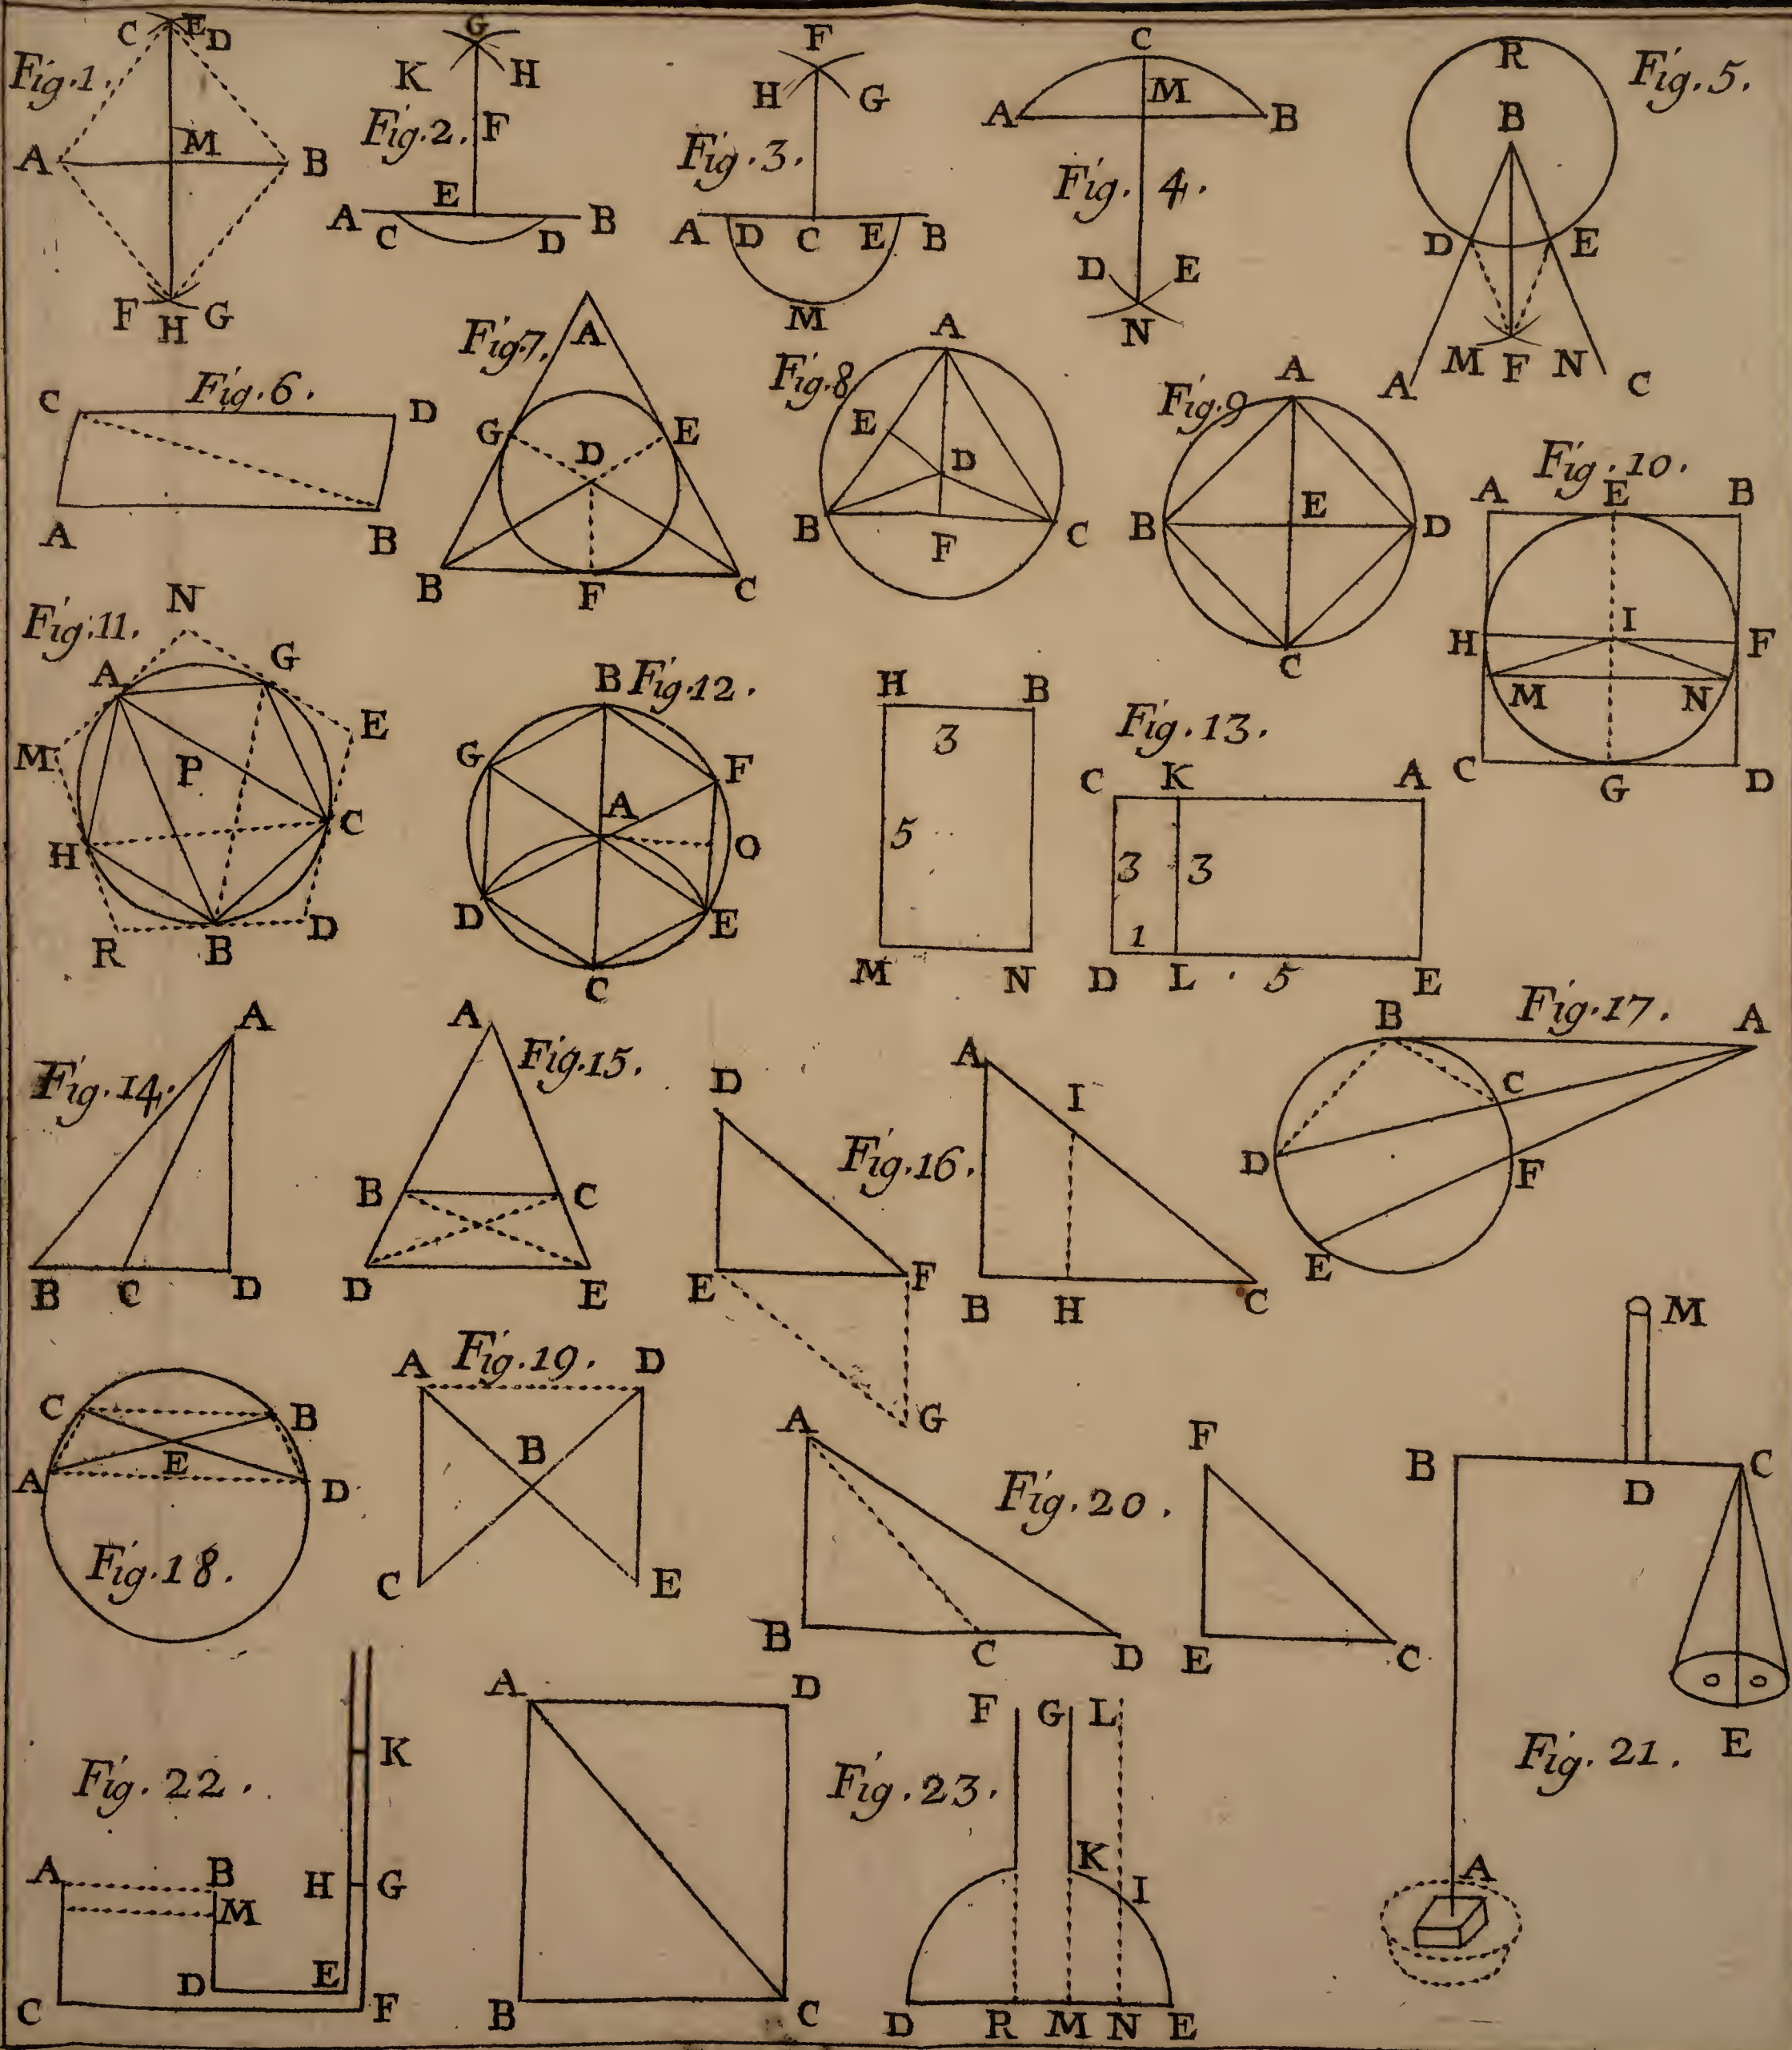 C E D
Fig. 1.
A M B
F H G
G
K H
Fig. 2. F
E
A C D B
F
H G
Fig. 3.
A D C E B
M
C
A M B
Fig. 4.
D E
N
R Fig. 5.
B
D E
A M F N C
Fig. 6.
C D
A B
Fig. 7.
A
G D E
B F C
Fig. 8
A
E D
B F C
Fig. 9
A
B E D
C
Fig. 10.
A E B
H I F
M N
C G D
Fig. 11.
N
A G
E
M P
H C
R B D
B Fig. 12.
G F
A
O
D E
C
H B
3
5
M N
Fig. 13.
C K A
3 3
1
D L . 5 E
A
Fig. 14.
B C D
A
Fig. 15.
B C
D E
D A
I
Fig. 16.
E F B H C
G
B Fig. 17. A
C
D F
E
C B
E
A D
Fig. 18.
A Fig. 19. D
B
C E
A F
Fig. 20.
B C D E C
M
B D C
E
Fig. 21.
A
K
Fig. 22.
A B H G
M
D E
C F
A D
B C
F G L
Fig. 23.
K
I
D R M N E